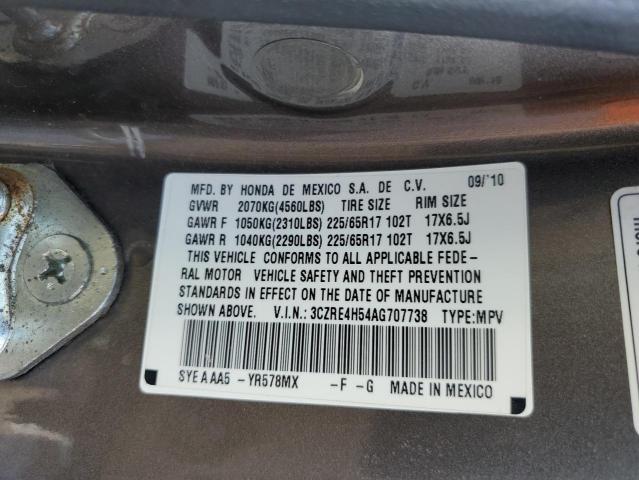 MFD. BY HONDA DE MEXICO S.A. DE C.V. 09/'10
GVWR 2070KG(4560LBS) TIRE SIZE RIM SIZE
GAWR F 1050KG(2310LBS) 225/65R17 102T 17X6.5J
GAWR R 1040KG(2290LBS) 225/65R17 102T 17X6.5J
THIS VEHICLE CONFORMS TO ALL APPLICABLE FEDE-
RAL MOTOR VEHICLE SAFETY AND THEFT PREVENTION
STANDARDS IN EFFECT ON THE DATE OF MANUFACTURE
SHOWN ABOVE. V.I.N.: 3CZRE4H54AG707738 TYPE:MPV
SYE A AA5 -YR578MX -F -G MADE IN MEXICO